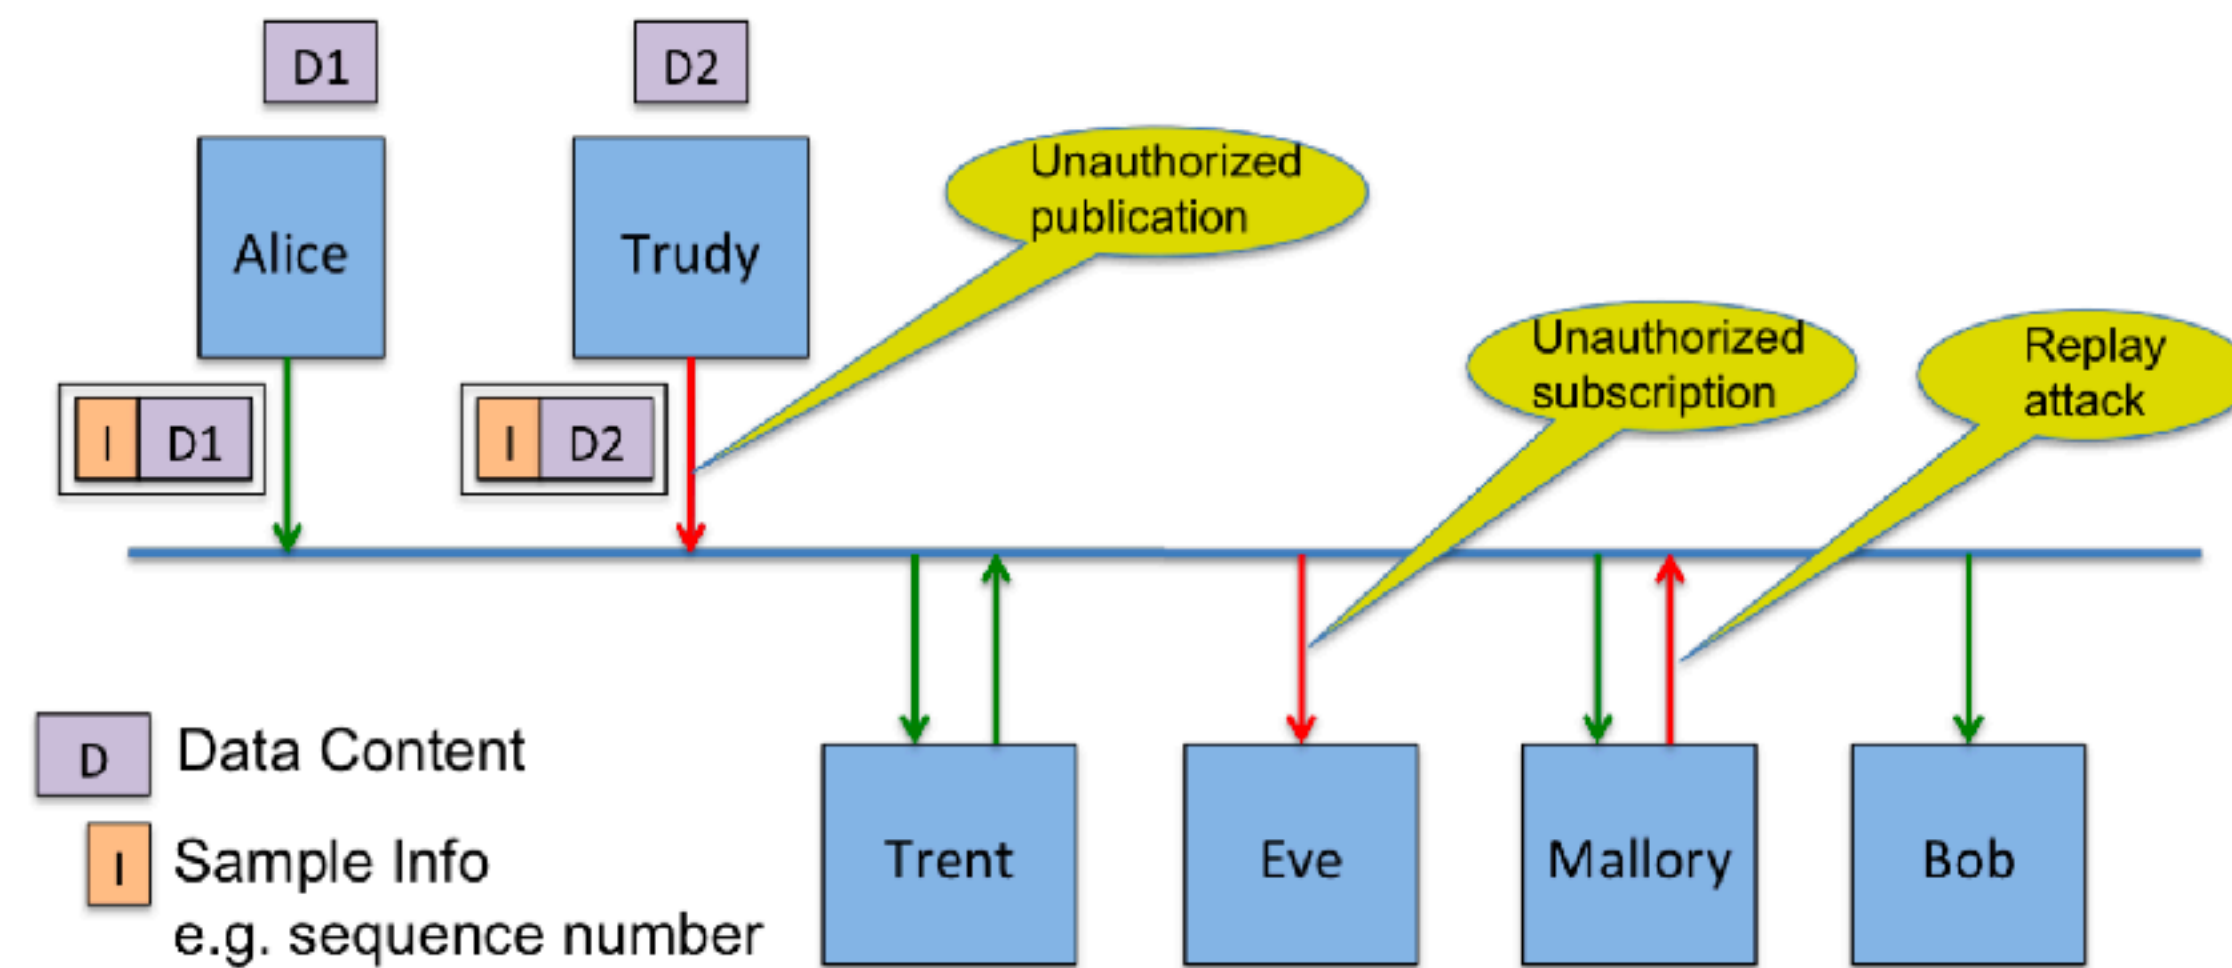 D1
D2
Alice
Trudy
Unauthorized
publication
Unauthorized
subscription
Replay
attack
I D1
I D2
D Data Content
I Sample Info
e.g. sequence number
Trent
Eve
Mallory
Bob